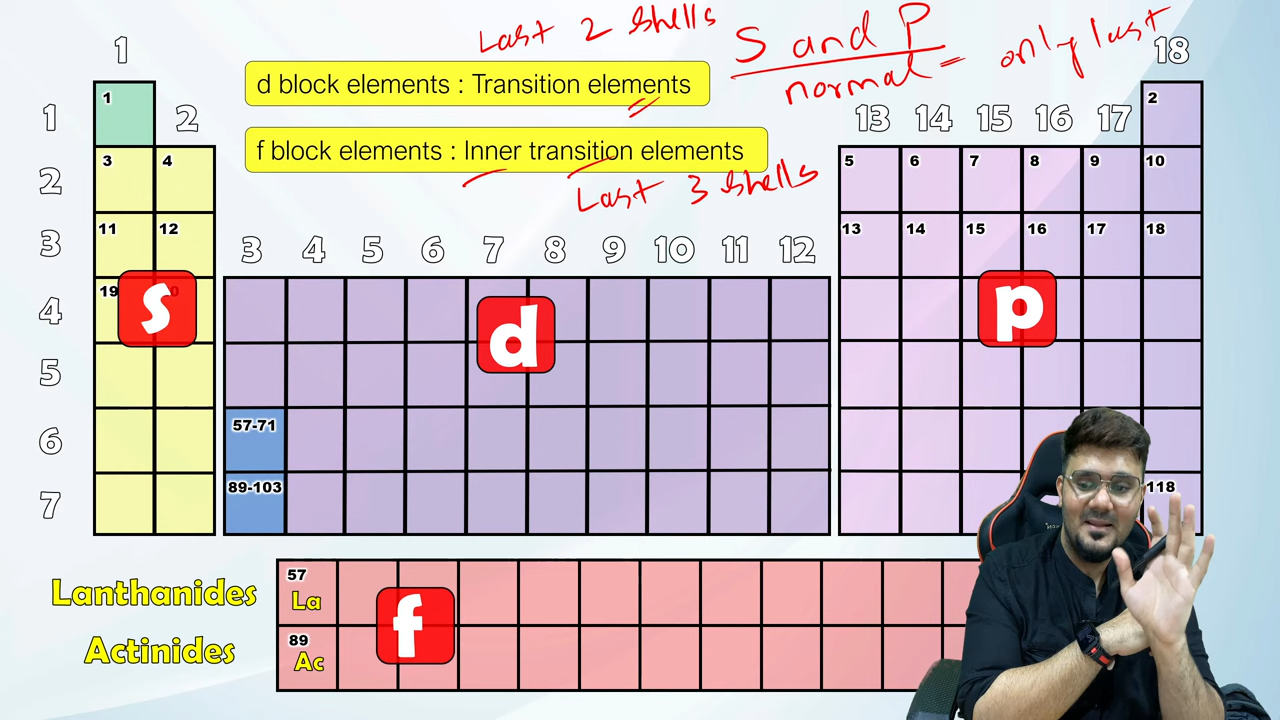 Last 2 shells
S and P
normal = only last
d block elements : Transition elements
f block elements : Inner transition elements
Last 3 shells
1
18
1
1
2
13 14 15 16 17
2
2
3
4
5
6
7
8
9
10
3
11
12
3 4 5 6 7 8 9 10 11 12
13
14
15
16
17
18
4
19
s
d
p
5
6
57-71
7
89-103
118
Lanthanides
57
La
f
Actinides
89
Ac